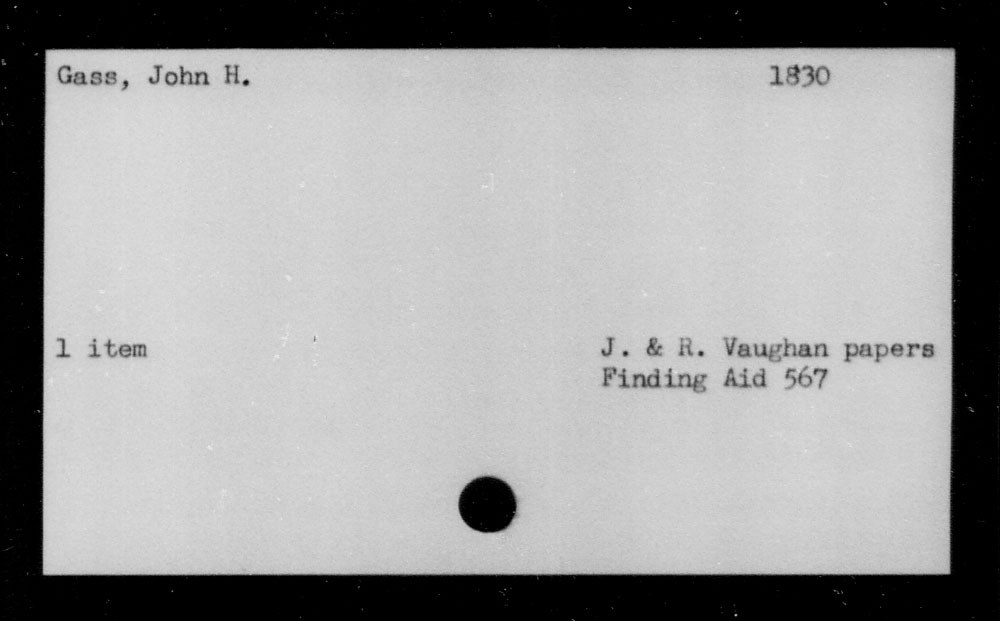 Gass, John H. 1830
1 item J. & R. Vaughan papers
Finding Aid 567